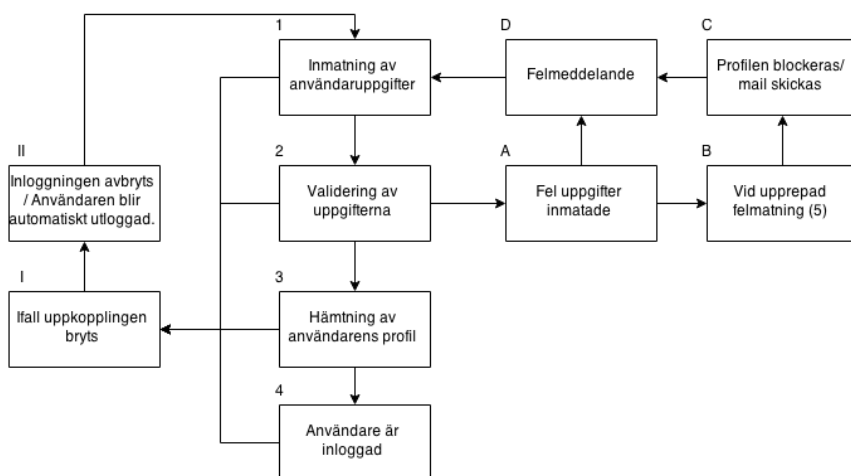 1
Inmatning av
användaruppgifter
D
Felmeddelande
C
Profilen blockeras/
mail skickas
II
Inloggningen avbryts
/ Användaren blir
automatiskt utloggad.
2
Validering av
uppgifterna
A
Fel uppgifter
inmatade
B
Vid upprepad
felmatning (5)
I
Ifall uppkopplingen
bryts
3
Hämtning av
användarens profil
4
Användare är
inloggad